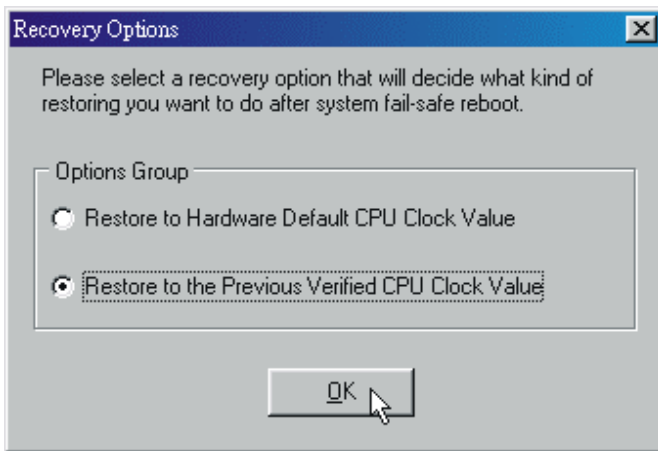 Recovery Options
Please select a recovery option that will decide what kind of
restoring you want to do after system fail-safe reboot.
Options Group
Restore to Hardware Default CPU Clock Value
Restore to the Previous Verified CPU Clock Value
OK